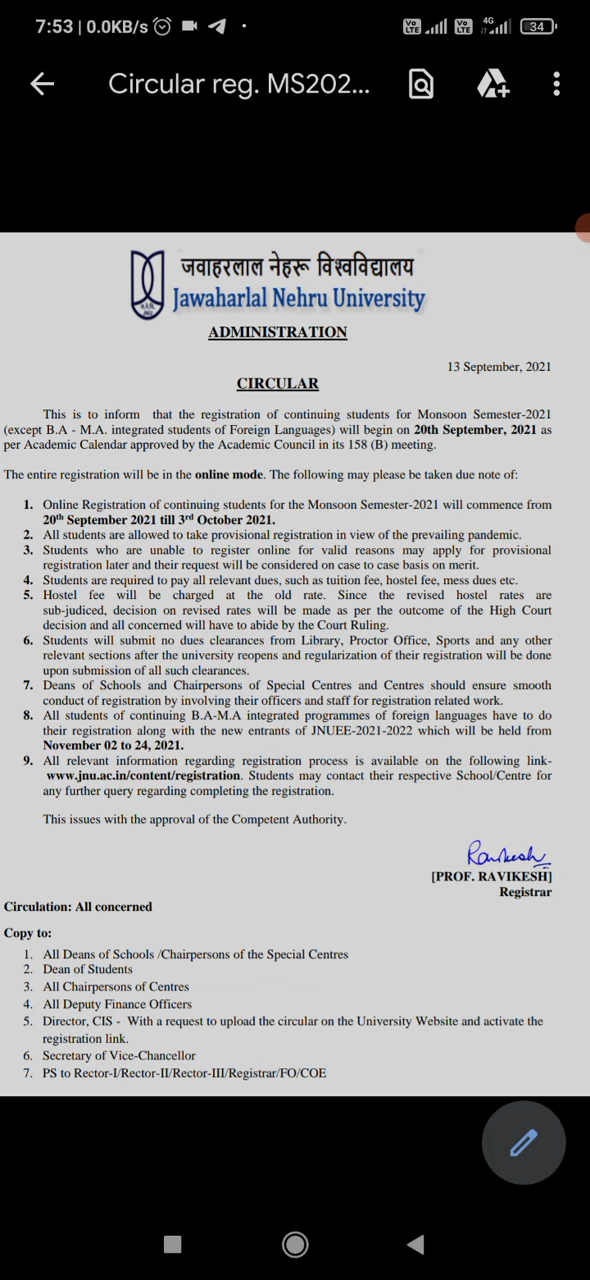 7:53 | 0.0KB/s
Vo
LTE
Vo
LTE
4G
34
Circular reg. MS202...
जवाहरलाल नेहरू विश्वविद्यालय
Jawaharlal Nehru University
JNU
ADMINISTRATION
13 September, 2021
CIRCULAR
This is to inform that the registration of continuing students for Monsoon Semester-2021
(except B.A - M.A. integrated students of Foreign Languages) will begin on 20th September, 2021 as
per Academic Calendar approved by the Academic Council in its 158 (B) meeting.
The entire registration will be in the online mode. The following may please be taken due note of:
1. Online Registration of continuing students for the Monsoon Semester-2021 will commence from
20th September 2021 till 3rd October 2021.
2. All students are allowed to take provisional registration in view of the prevailing pandemic.
3. Students who are unable to register online for valid reasons may apply for provisional
registration later and their request will be considered on case to case basis on merit.
4. Students are required to pay all relevant dues, such as tuition fee, hostel fee, mess dues etc.
5. Hostel fee will be charged at the old rate. Since the revised hostel rates are
sub-judiced, decision on revised rates will be made as per the outcome of the High Court
decision and all concerned will have to abide by the Court Ruling.
6. Students will submit no dues clearances from Library, Proctor Office, Sports and any other
relevant sections after the university reopens and regularization of their registration will be done
upon submission of all such clearances.
7. Deans of Schools and Chairpersons of Special Centres and Centres should ensure smooth
conduct of registration by involving their officers and staff for registration related work.
8. All students of continuing B.A-M.A integrated programmes of foreign languages have to do
their registration along with the new entrants of JNUEE-2021-2022 which will be held from
November 02 to 24, 2021.
9. All relevant information regarding registration process is available on the following link-
www.jnu.ac.in/content/registration. Students may contact their respective School/Centre for
any further query regarding completing the registration.
This issues with the approval of the Competent Authority.
Ravikesh
[PROF. RAVIKESH]
Registrar
Circulation: All concerned
Copy to:
1. All Deans of Schools /Chairpersons of the Special Centres
2. Dean of Students
3. All Chairpersons of Centres
4. All Deputy Finance Officers
5. Director, CIS - With a request to upload the circular on the University Website and activate the
registration link.
6. Secretary of Vice-Chancellor
7. PS to Rector-I/Rector-II/Rector-III/Registrar/FO/COE